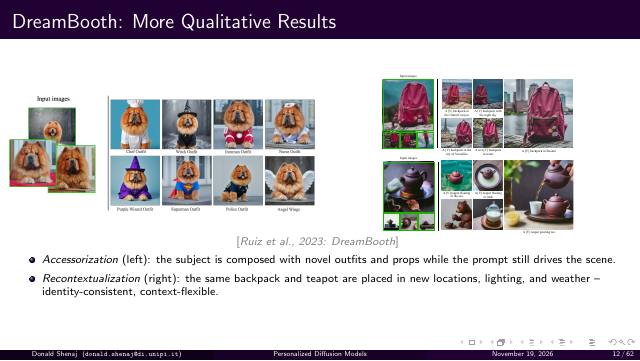 DreamBooth: More Qualitative Results
Input images
Chef Outfit
Witch Outfit
Ironman Outfit
Nurse Outfit
Purple Wizard Outfit
Superman Outfit
Police Outfit
Angel Wings
Input images
Input images
[Ruiz et al., 2023: DreamBooth]
Accessorization (left): the subject is composed with novel outfits and props while the prompt still drives the scene.
Recontextualization (right): the same backpack and teapot are placed in new locations, lighting, and weather –
identity-consistent, context-flexible.
Donald Shenaj (donald.shenaj@di.unipi.it)
Personalized Diffusion Models
November 19, 2026
12 / 62